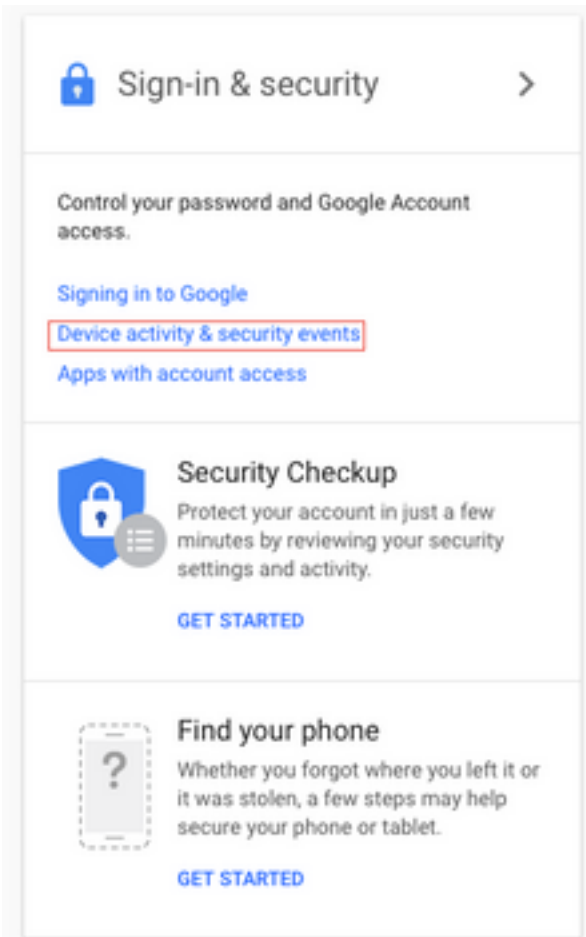 Sign-in & security
Control your password and Google Account
access.
Signing in to Google
Device activity & security events
Apps with account access
Security Checkup
Protect your account in just a few
minutes by reviewing your security
settings and activity.
GET STARTED
Find your phone
?
Whether you forgot where you left it or
it was stolen, a few steps may help
secure your phone or tablet.
GET STARTED